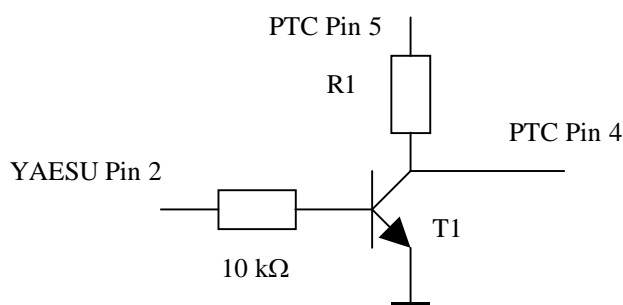 PTC Pin 5
R1
PTC Pin 4
YAESU Pin 2
T1
10 kΩ